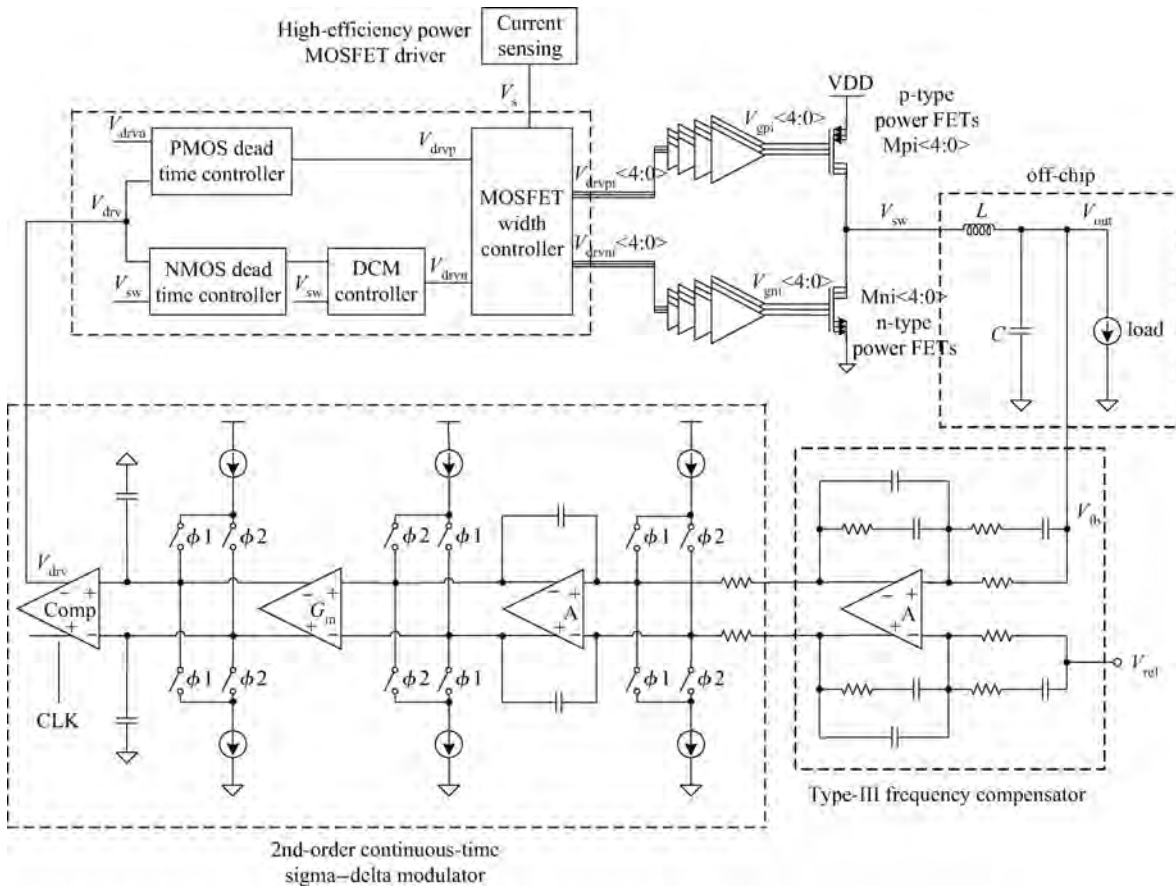 High-efficiency power
MOSFET driver
Current
sensing
Vs
Vdrvn
PMOS dead
time controller
Vdrvp
Vdrv
NMOS dead
time controller
Vsw
DCM
controller
Vsw
Vdrvn
MOSFET
width
controller
Vdrvpi<4:0>
Vdrvni<4:0>
Vgpi<4:0>
Vgni<4:0>
VDD
p-type
power FETs
Mpi<4:0>
Mni<4:0>
n-type
power FETs
off-chip
Vsw
L
Vout
C
load
ϕ1
ϕ2
ϕ2
ϕ1
ϕ1
ϕ2
Vfb
Vdrv
Comp
− +
+ −
Gm
− +
+ −
A
− +
+ −
A
− +
+ −
Vref
ϕ1
ϕ2
ϕ2
ϕ1
ϕ1
ϕ2
CLK
Type-III frequency compensator
2nd-order continuous-time
sigma−delta modulator